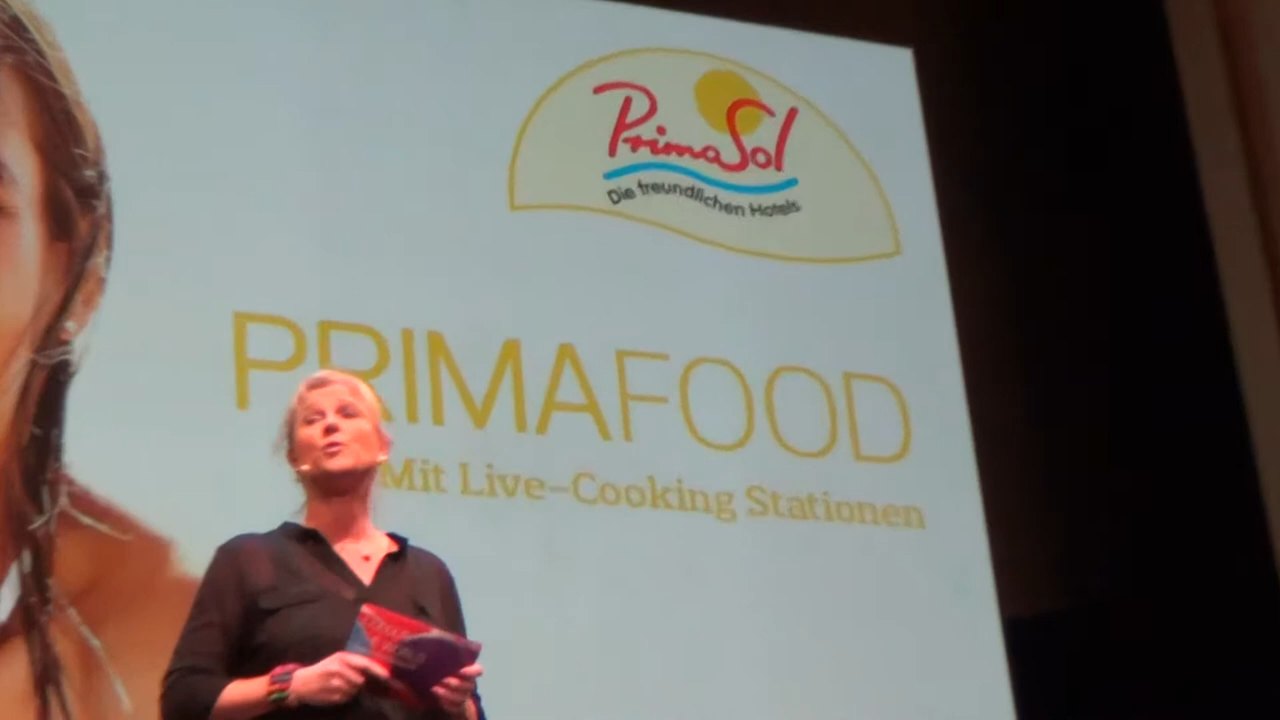 PrimaSol
Die freundlichen Hotels
PRIMAFOOD
Mit Live-Cooking Stationen